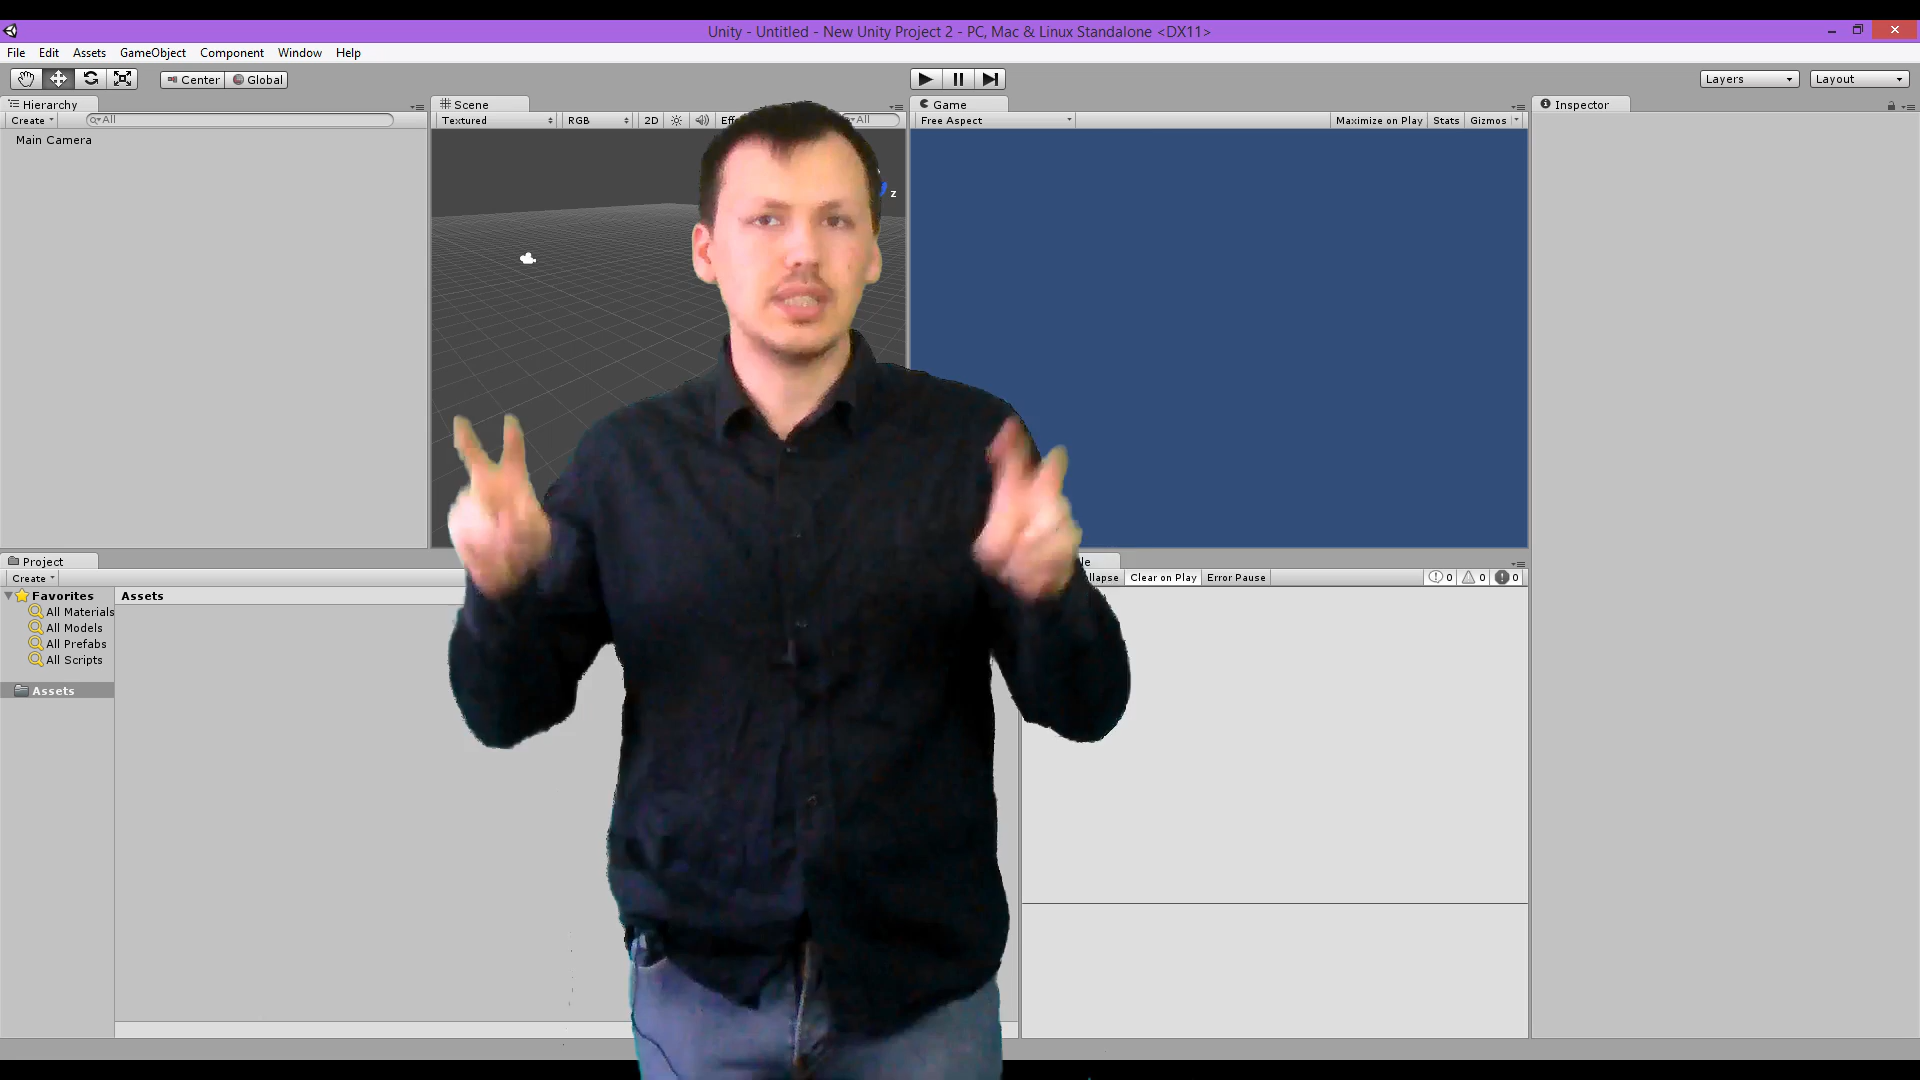 Unity - Untitled - New Unity Project 2 - PC, Mac & Linux Standalone <DX11>
File Edit Assets GameObject Component Window Help
Center Global Layers Layout
Hierarchy Scene Game Inspector
Create All Textured RGB 2D All Free Aspect Maximize on Play Stats Gizmos
Main Camera
z
Project
Create Clear on Play Error Pause 0 0 0
Favorites Assets
All Materials
All Models
All Prefabs
All Scripts
Assets